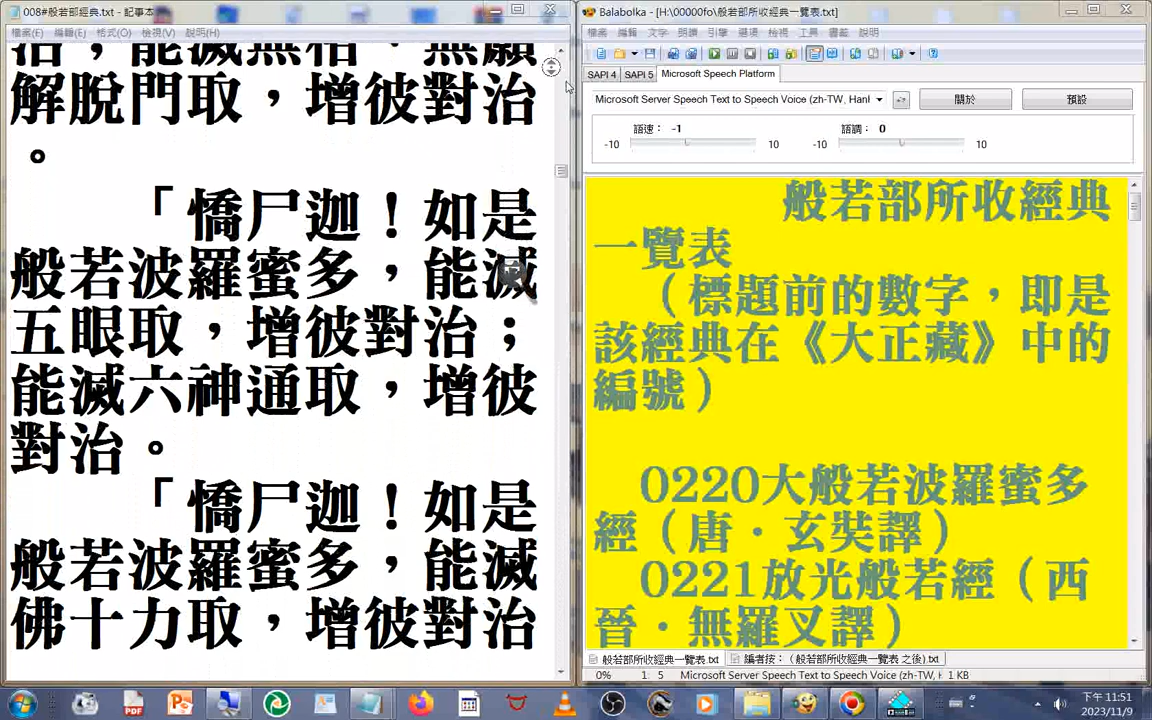 008#般若部經典.txt - 記事本
檔案(F) 編輯(E) 格式(O) 檢視(V) 說明(H)
治；能滅無相、無願
解脫門取，增彼對治
。
「憍尸迦！如是
般若波羅蜜多，能滅
五眼取，增彼對治；
能滅六神通取，增彼
對治。
「憍尸迦！如是
般若波羅蜜多，能滅
佛十力取，增彼對治
Balabolka - [H:\00000fo\般若部所收經典一覽表.txt]
檔案 編輯 文字 朗讀 引擎 選項 檢視 工具 書籤 說明
SAPI 4 SAPI 5 Microsoft Speech Platform
Microsoft Server Speech Text to Speech Voice (zh-TW, Hanl
關於
預設
語速： -1
-10 10
語調： 0
-10 10
般若部所收經典
一覽表
（標題前的數字，即是
該經典在《大正藏》中的
編號）
0220大般若波羅蜜多
經（唐．玄奘譯）
0221放光般若經（西
晉．無羅叉譯）
般若部所收經典一覽表.txt 編者按：（般若部所收經典一覽表 之後）.txt
0% 1: 5 Microsoft Server Speech Text to Speech Voice (zh-TW, H 1 KB
下午 11:51
2023/11/9